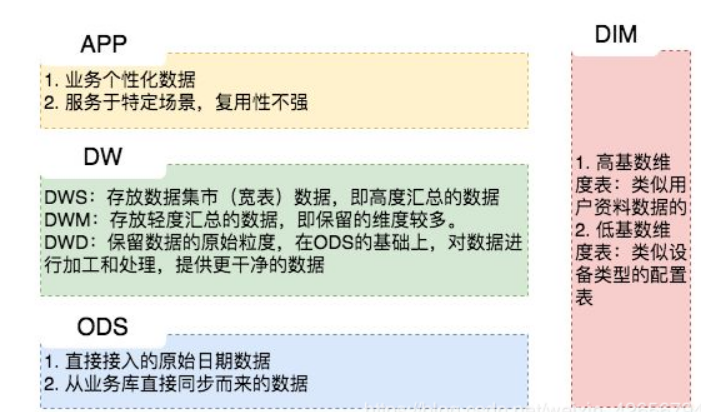 APP
1. 业务个性化数据
2. 服务于特定场景，复用性不强
DW
DWS：存放数据集市（宽表）数据，即高度汇总的数据
DWM：存放轻度汇总的数据，即保留的维度较多。
DWD：保留数据的原始粒度，在ODS的基础上，对数据进
行加工和处理，提供更干净的数据
ODS
1. 直接接入的原始日期数据
2. 从业务库直接同步而来的数据
DIM
1. 高基数维
度表：类似用
户资料数据的
2. 低基数维
度表：类似设
备类型的配置
表